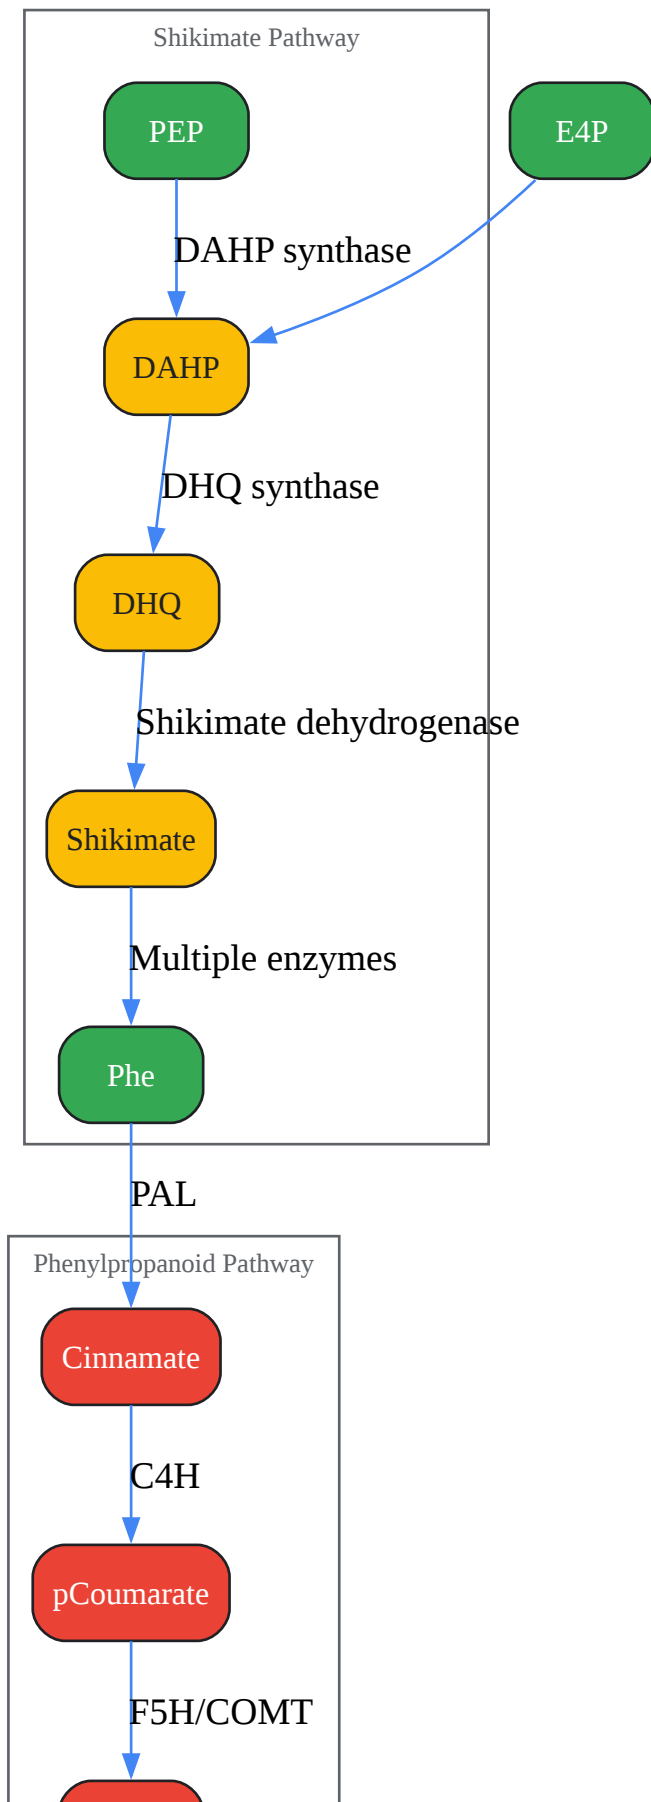 Shikimate Pathway
PEP
E4P
DAHP synthase
DAHP
DHQ synthase
DHQ
Shikimate dehydrogenase
Shikimate
Multiple enzymes
Phe
PAL
Phenylpropanoid Pathway
Cinnamate
C4H
pCoumarate
F5H/COMT